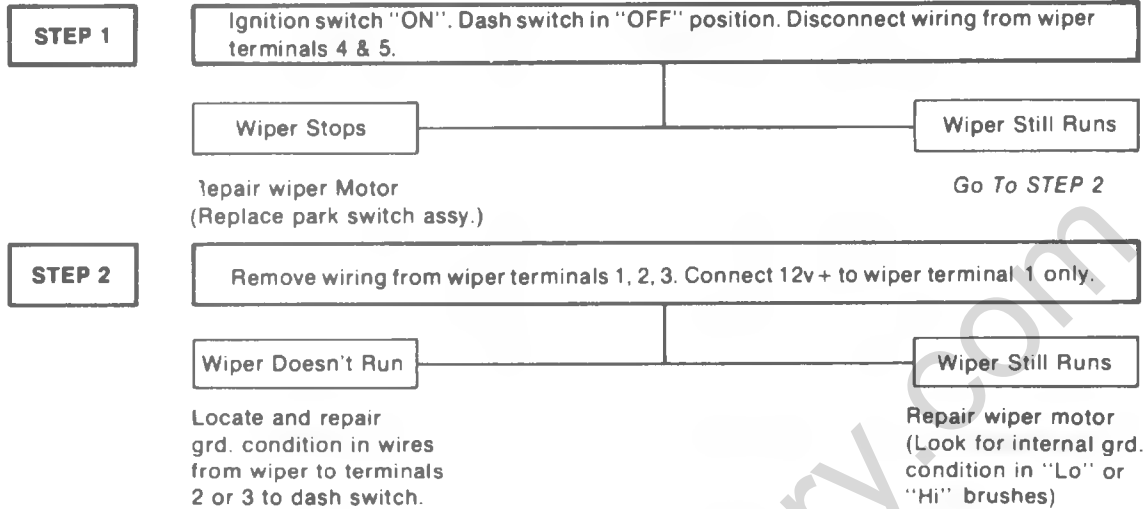 STEP 1
Ignition switch "ON". Dash switch in "OFF" position. Disconnect wiring from wiper
terminals 4 & 5.
Wiper Stops
Wiper Still Runs
Repair wiper Motor
(Replace park switch assy.)
Go To STEP 2
STEP 2
Remove wiring from wiper terminals 1, 2, 3. Connect 12v + to wiper terminal 1 only.
Wiper Doesn't Run
Wiper Still Runs
Locate and repair
grd. condition in wires
from wiper to terminals
2 or 3 to dash switch.
Repair wiper motor
(Look for internal grd.
condition in "Lo" or
"Hi" brushes)
ry.com